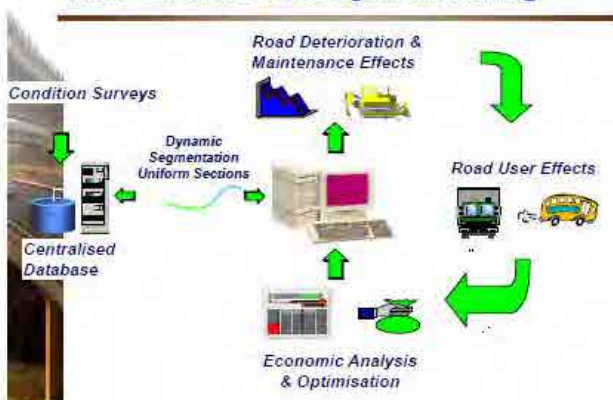 Road Deterioration &
Maintenance Effects
Condition Surveys
Dynamic
Segmentation
Uniform Sections
Road User Effects
Centralised
Database
Economic Analysis
& Optimisation